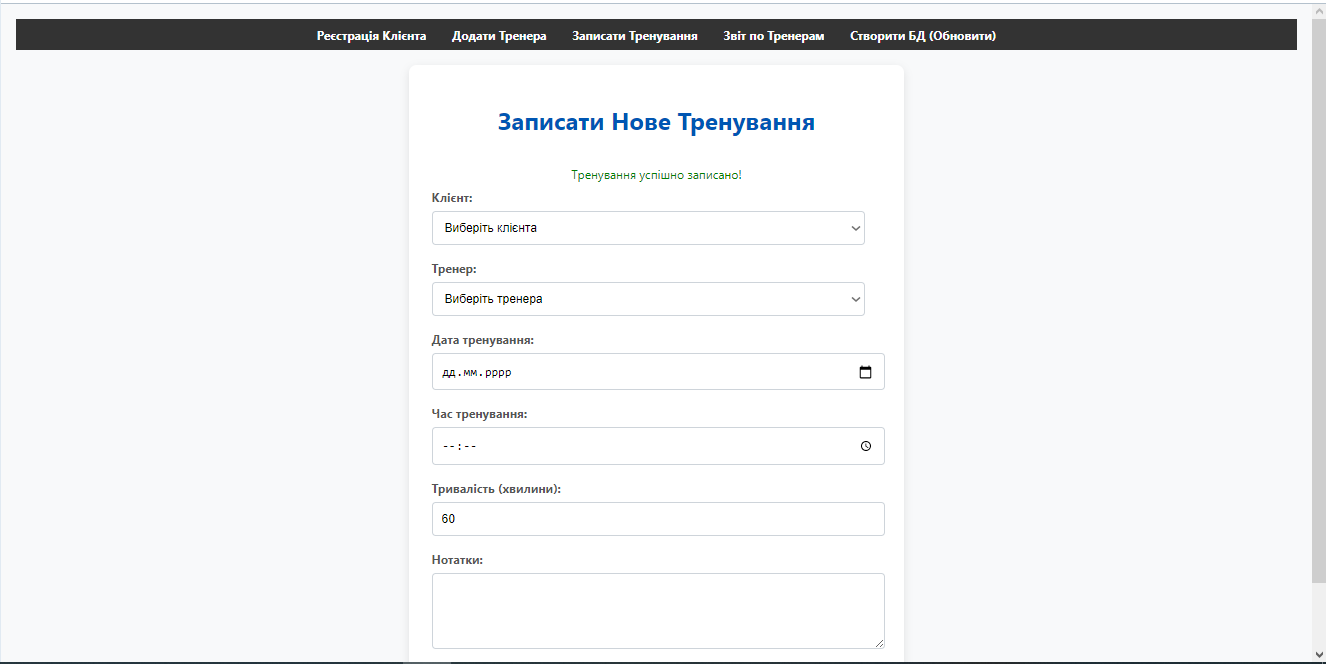 Реєстрація Клієнта Додати Тренера Записати Тренування Звіт по Тренерам Створити БД (Обновити)
Записати Нове Тренування
Тренування успішно записано!
Клієнт:
Виберіть клієнта
Тренер:
Виберіть тренера
Дата тренування:
дд.мм.рррр
Час тренування:
--:--
Тривалість (хвилини):
60
Нотатки: